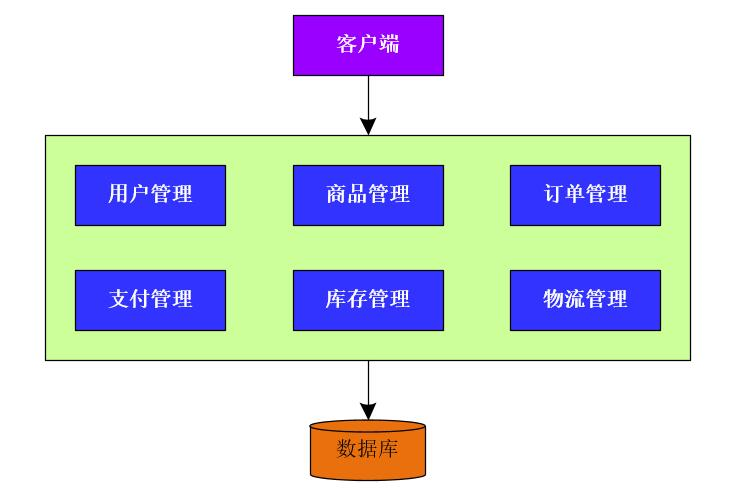 客户端
用户管理
商品管理
订单管理
支付管理
库存管理
物流管理
数据库